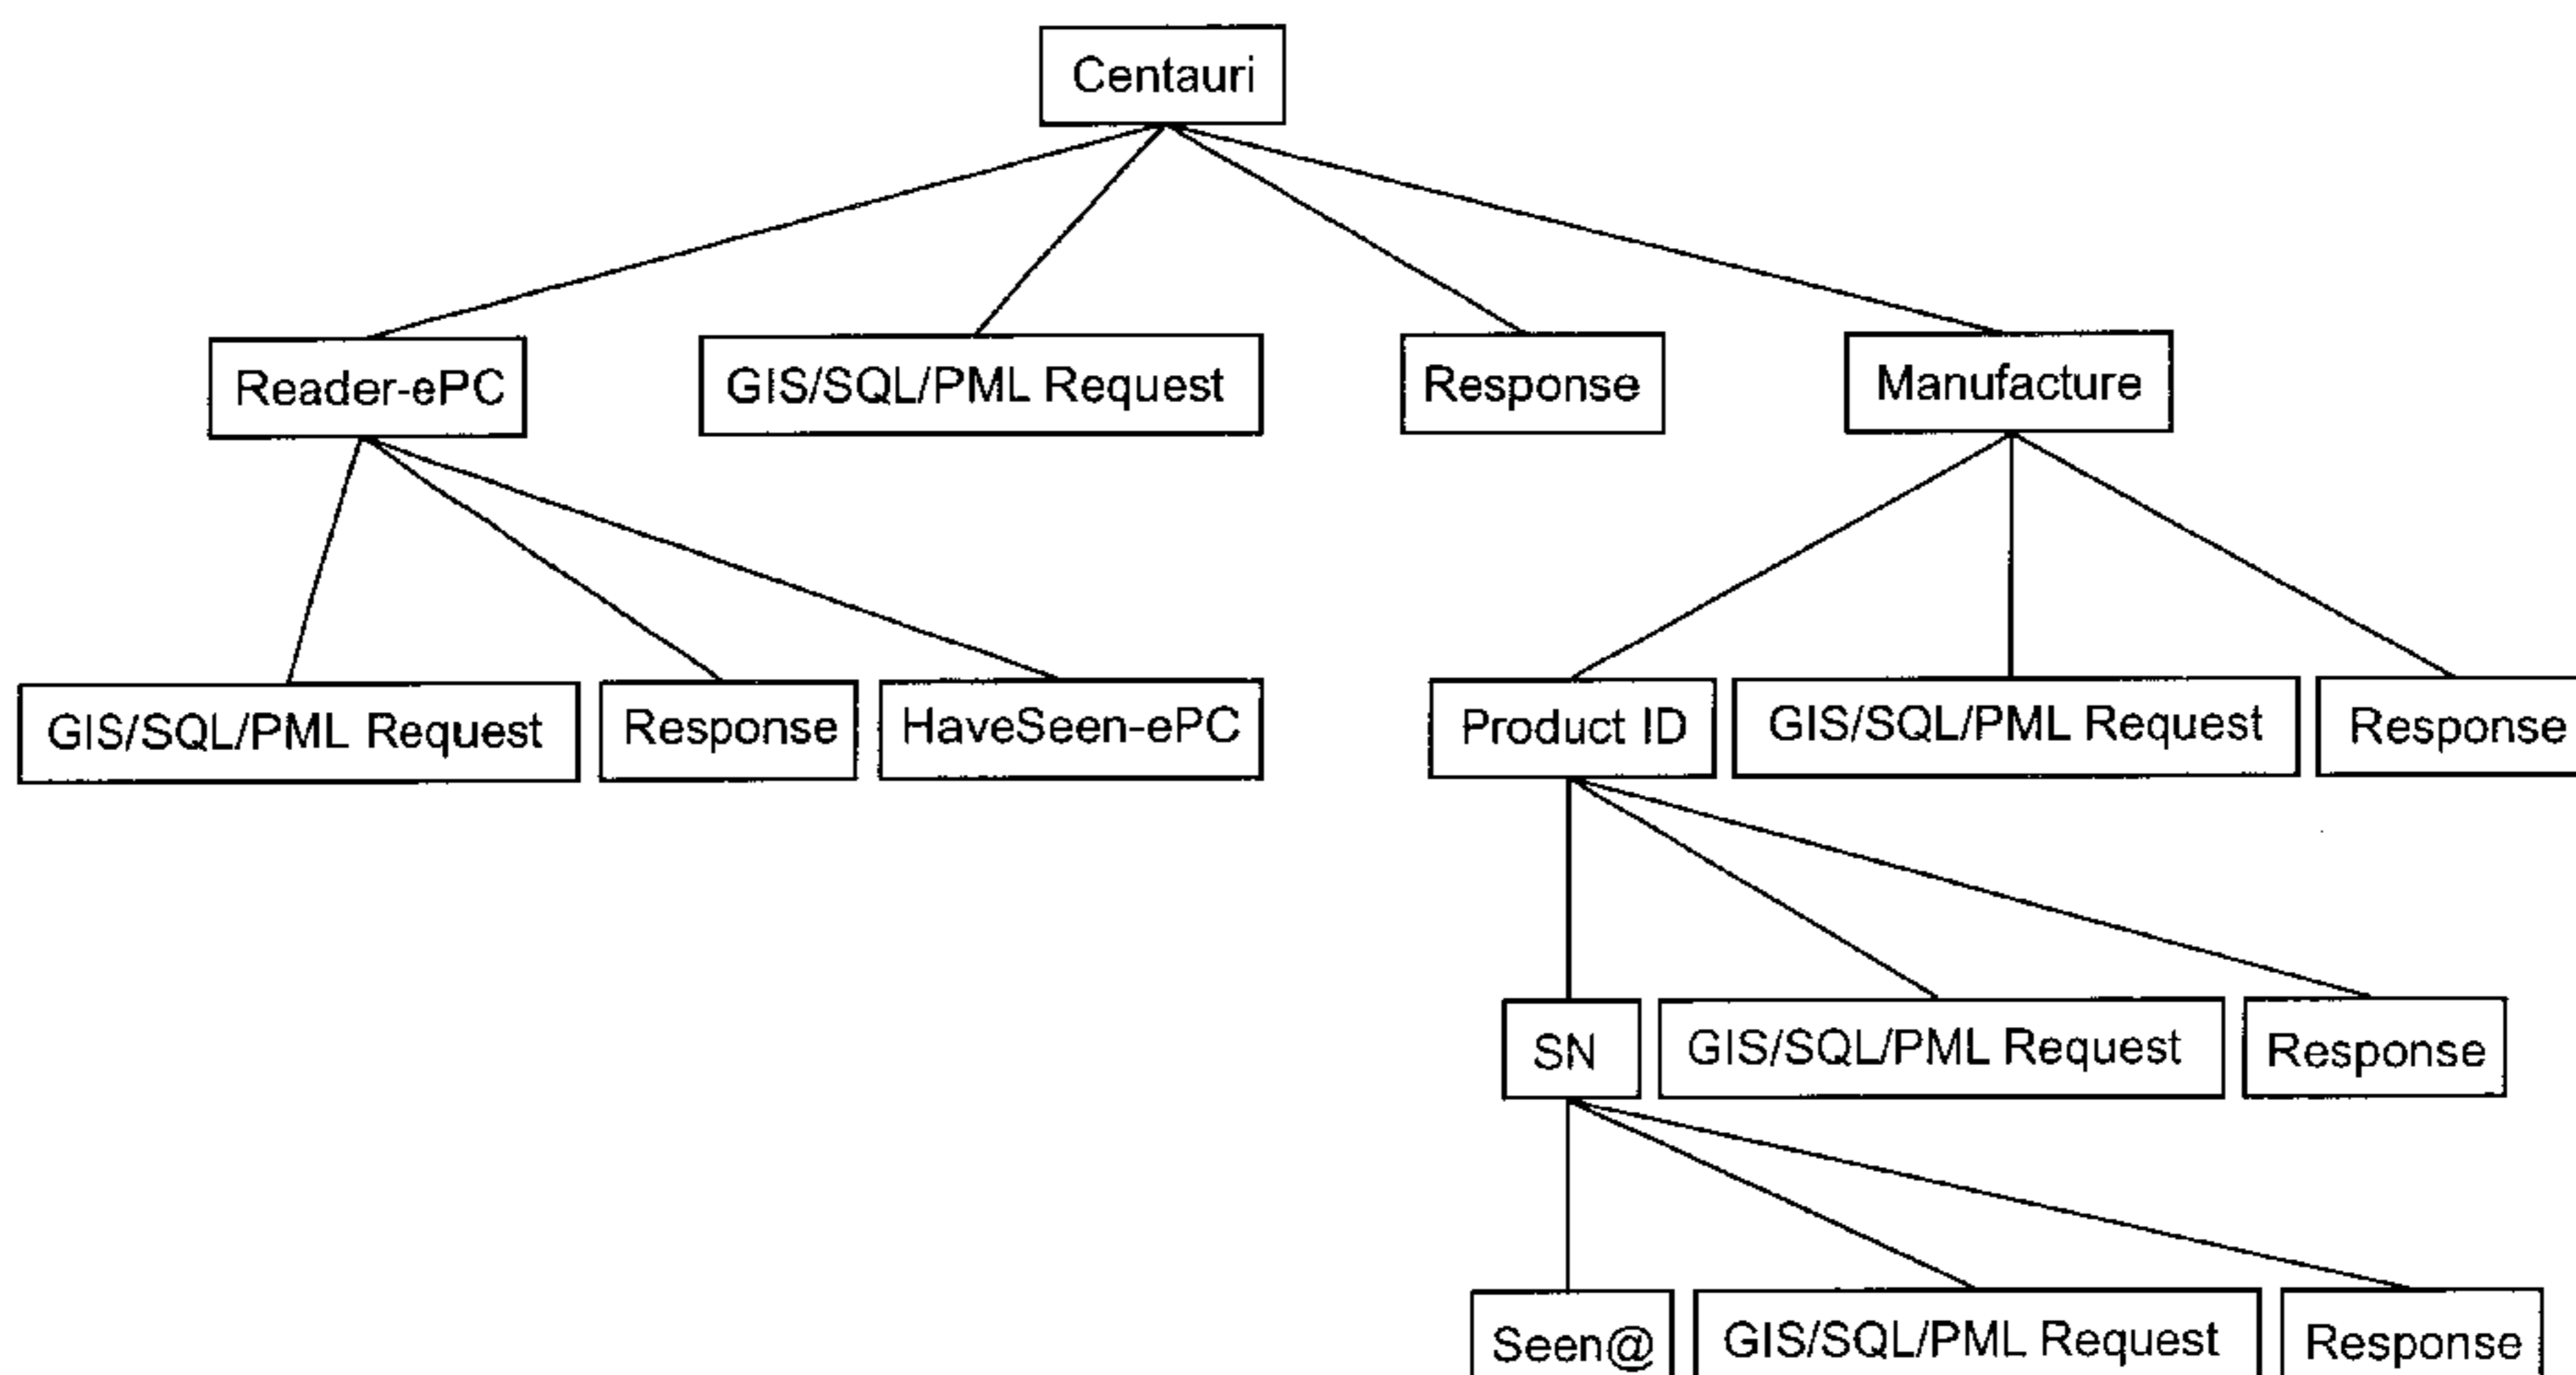 Centauri
Reader-ePC
GIS/SQL/PML Request
Response
Manufacture
GIS/SQL/PML Request
Response
HaveSeen-ePC
Product ID
GIS/SQL/PML Request
Response
SN
GIS/SQL/PML Request
Response
Seen@
GIS/SQL/PML Request
Response